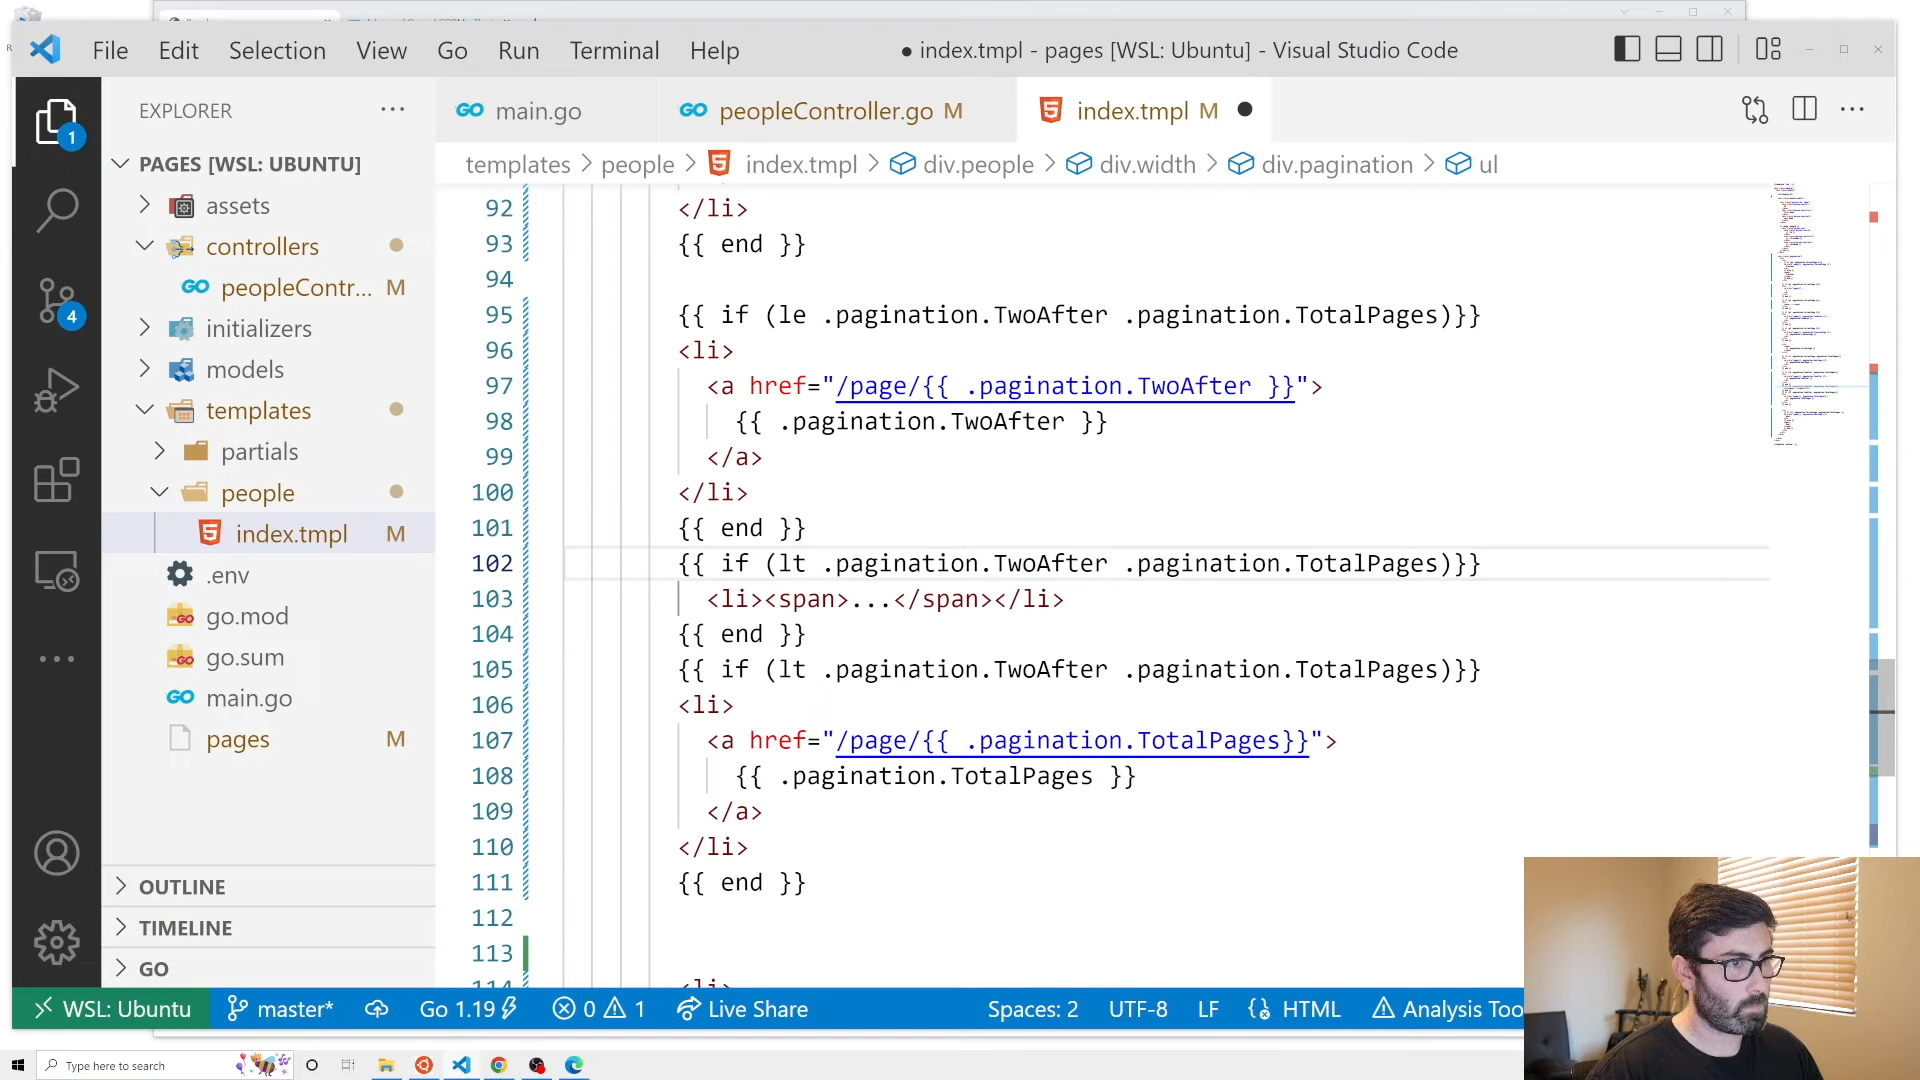 File Edit Selection View Go Run Terminal Help
● index.tmpl - pages [WSL: Ubuntu] - Visual Studio Code
EXPLORER ...
main.go
peopleController.go M
index.tmpl M ●
PAGES [WSL: UBUNTU]
templates > people > index.tmpl > div.people > div.width > div.pagination > ul
assets
controllers
peopleContr... M
initializers
models
templates
partials
people
index.tmpl M
.env
go.mod
go.sum
main.go
pages M
OUTLINE
TIMELINE
GO
1
4
92 </li>
93 {{ end }}
94
95 {{ if (le .pagination.TwoAfter .pagination.TotalPages)}}
96 <li>
97 <a href="/page/{{ .pagination.TwoAfter }}">
98 {{ .pagination.TwoAfter }}
99 </a>
100 </li>
101 {{ end }}
102 {{ if (lt .pagination.TwoAfter .pagination.TotalPages)}}
103 <li><span>...</span></li>
104 {{ end }}
105 {{ if (lt .pagination.TwoAfter .pagination.TotalPages)}}
106 <li>
107 <a href="/page/{{ .pagination.TotalPages}}">
108 {{ .pagination.TotalPages }}
109 </a>
110 </li>
111 {{ end }}
112
113
114 <li>
WSL: Ubuntu master* Go 1.19 0 1 Live Share Spaces: 2 UTF-8 LF HTML Analysis Too
Type here to search